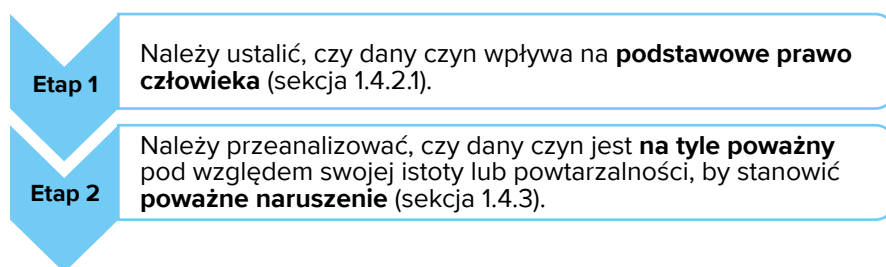 Etap 1
Należy ustalić, czy dany czyn wpływa na podstawowe prawo
człowieka (sekcja 1.4.2.1).
Etap 2
Należy przeanalizować, czy dany czyn jest na tyle poważny
pod względem swojej istoty lub powtarzalności, by stanowić
poważne naruszenie (sekcja 1.4.3).